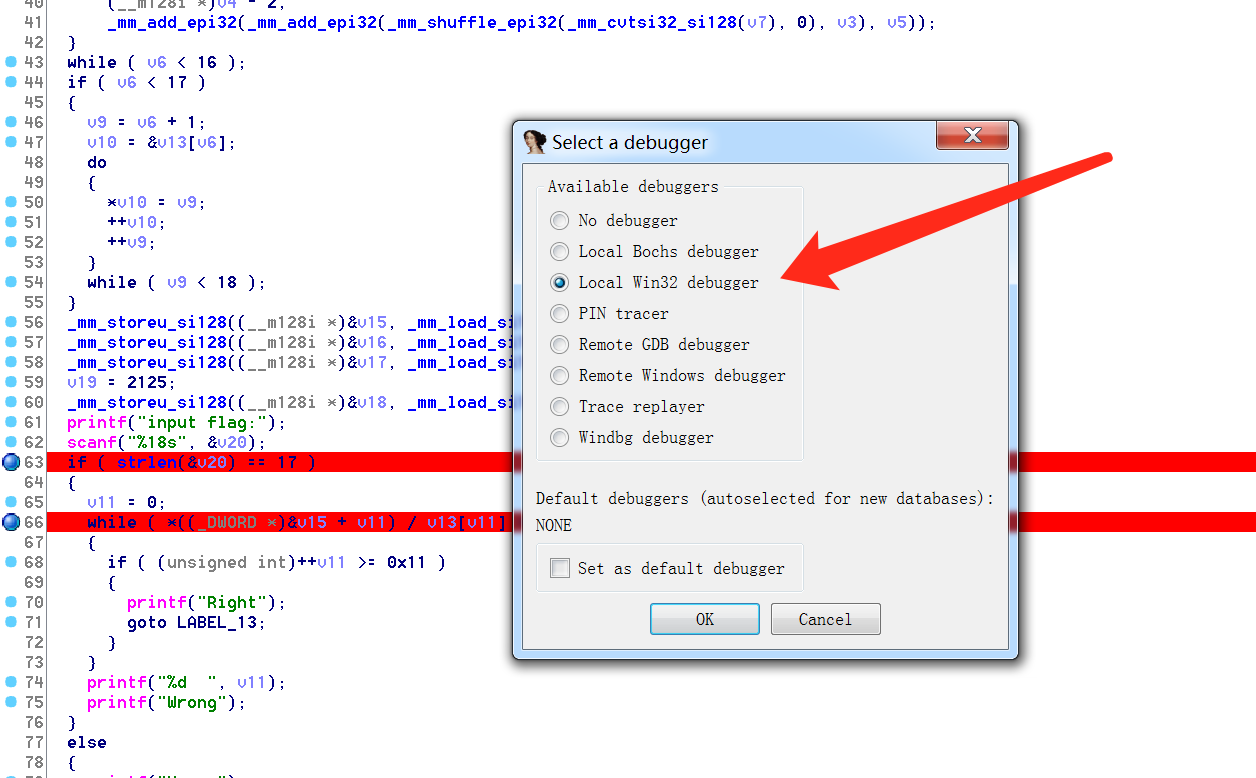 40 (__m128i *)v4 - 2,
41 _mm_add_epi32(_mm_add_epi32(_mm_shuffle_epi32(_mm_cvtsi32_si128(v7), 0), v3), v5));
42 }
43 while ( v6 < 16 );
44 if ( v6 < 17 )
45 {
46 v9 = v6 + 1;
47 v10 = &v13[v6];
48 do
49 {
50 *v10 = v9;
51 ++v10;
52 ++v9;
53 }
54 while ( v9 < 18 );
55 }
56 _mm_storeu_si128((__m128i *)&v15, _mm_load_si
57 _mm_storeu_si128((__m128i *)&v16, _mm_load_si
58 _mm_storeu_si128((__m128i *)&v17, _mm_load_si
59 v19 = 2125;
60 _mm_storeu_si128((__m128i *)&v18, _mm_load_si
61 printf("input flag:");
62 scanf("%18s", &v20);
63 if ( strlen(&v20) == 17 )
64 {
65 v11 = 0;
66 while ( *((_DWORD *)&v15 + v11) / v13[v11]
67 {
68 if ( (unsigned int)++v11 >= 0x11 )
69 {
70 printf("Right");
71 goto LABEL_13;
72 }
73 }
74 printf("%d  ", v11);
75 printf("Wrong");
76 }
77 else
78 {
Select a debugger
Available debuggers
No debugger
Local Bochs debugger
Local Win32 debugger
PIN tracer
Remote GDB debugger
Remote Windows debugger
Trace replayer
Windbg debugger
Default debuggers (autoselected for new databases):
NONE
Set as default debugger
OK
Cancel